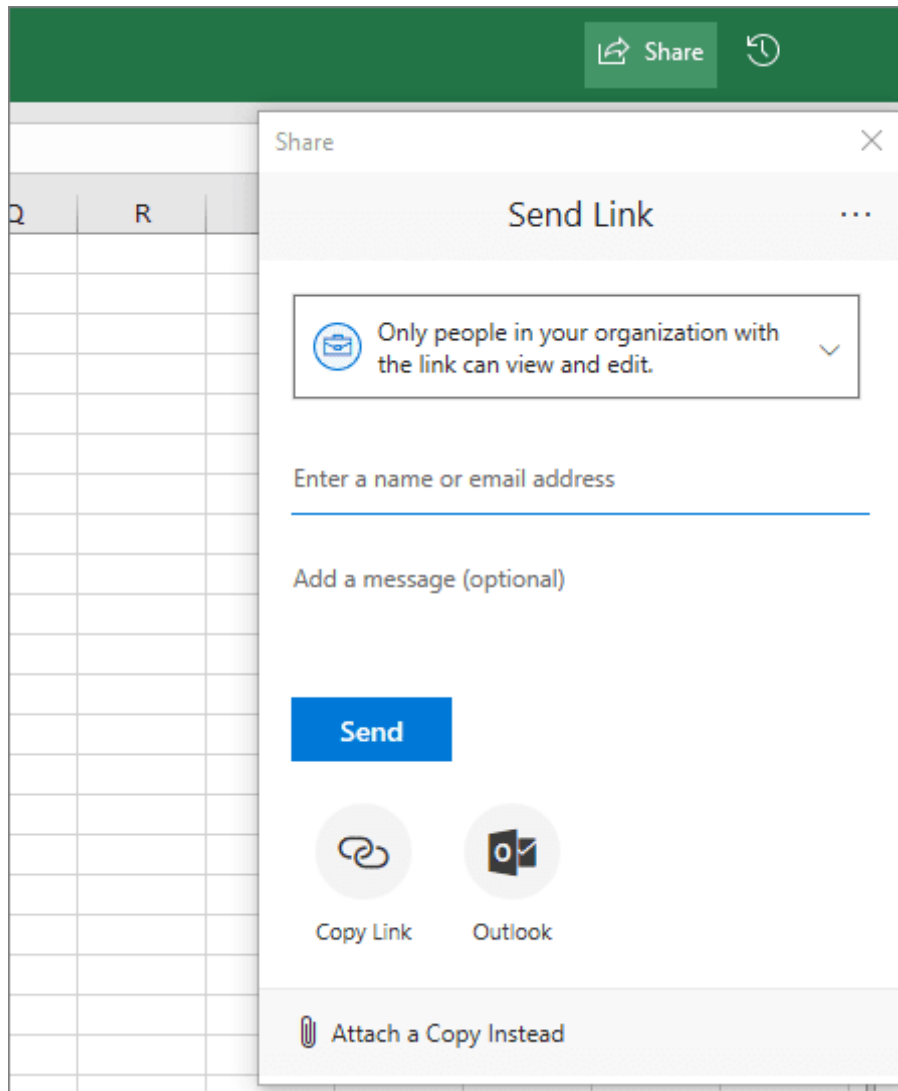 Share
Share
Q R
Send Link
Only people in your organization with
the link can view and edit.
Enter a name or email address
Add a message (optional)
Send
Copy Link Outlook
Attach a Copy Instead